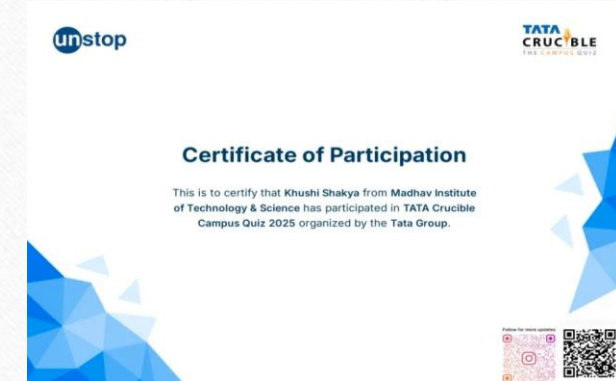 unstop
TATA
CRUCIBLE
THE CAMPUS QUIZ
Certificate of Participation
This is to certify that Khushi Shakya from Madhav Institute
of Technology & Science has participated in TATA Crucible
Campus Quiz 2025 organized by the Tata Group.
Follow for more updates